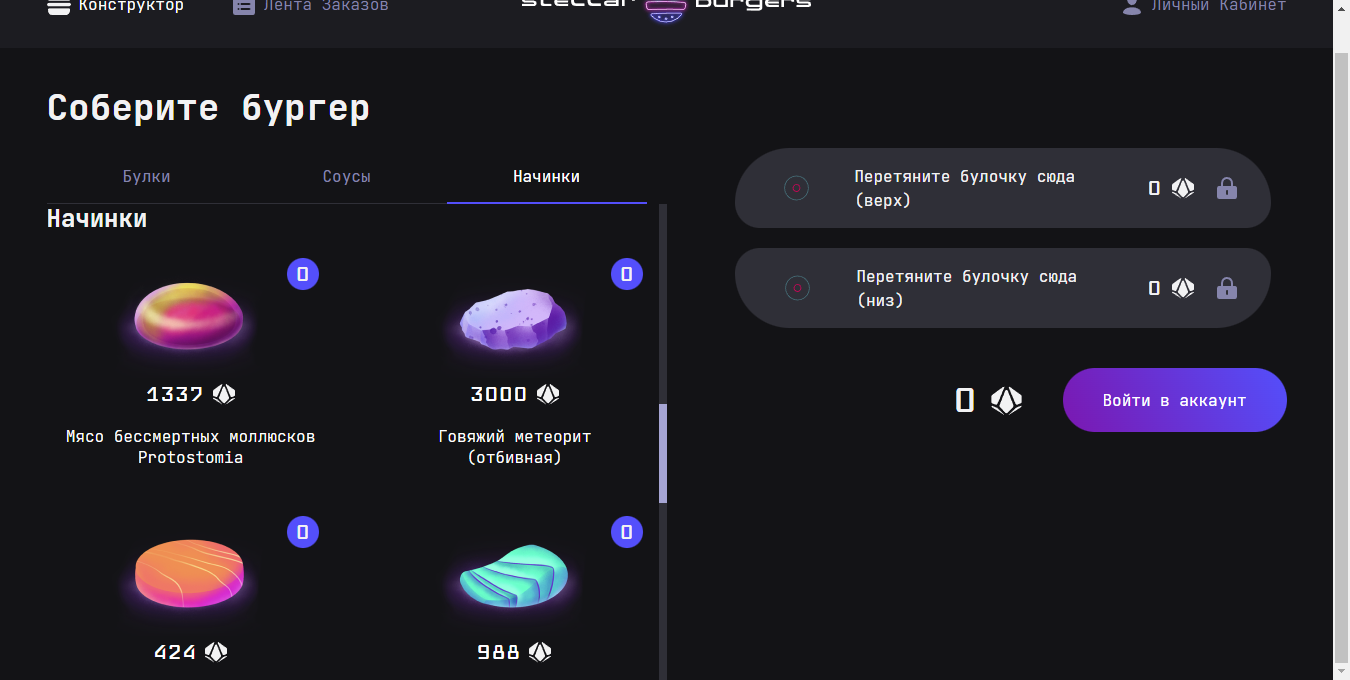 Конструктор
Лента Заказов
stellar burgers
Личный Кабинет
Соберите бургер
Булки
Соусы
Начинки
Начинки
0
0
1337
3000
Мясо бессмертных моллюсков
Protostomia
Говяжий метеорит
(отбивная)
0
0
424
988
Перетяните булочку сюда
(верх)
0
Перетяните булочку сюда
(низ)
0
0
Войти в аккаунт